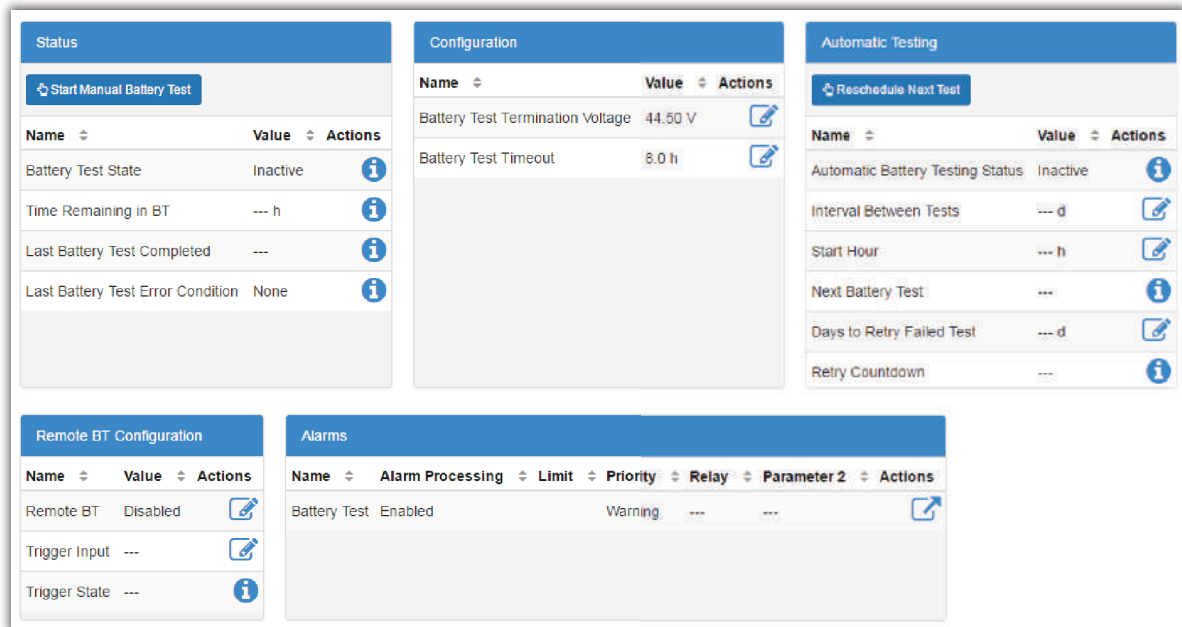 Status
Start Manual Battery Test
Name Value Actions
Battery Test State Inactive
Time Remaining in BT --- h
Last Battery Test Completed ---
Last Battery Test Error Condition None
Configuration
Name Value Actions
Battery Test Termination Voltage 44.50 V
Battery Test Timeout 8.0 h
Automatic Testing
Reschedule Next Test
Name Value Actions
Automatic Battery Testing Status Inactive
Interval Between Tests --- d
Start Hour --- h
Next Battery Test ---
Days to Retry Failed Test --- d
Retry Countdown ---
Remote BT Configuration
Name Value Actions
Remote BT Disabled
Trigger Input ---
Trigger State ---
Alarms
Name Alarm Processing Limit Priority Relay Parameter 2 Actions
Battery Test Enabled Warning --- ---